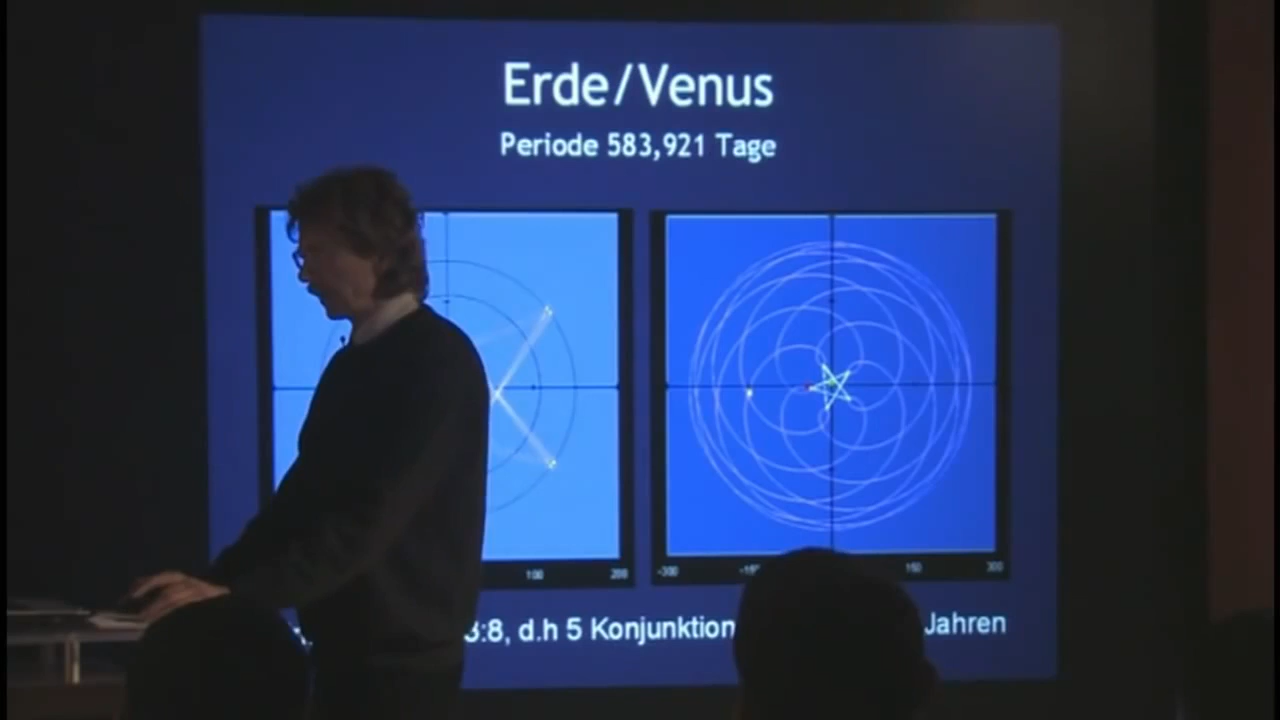 Erde/Venus
Periode 583,921 Tage
100 200 -300 150 300
3:8, d.h 5 Konjunktion Jahren